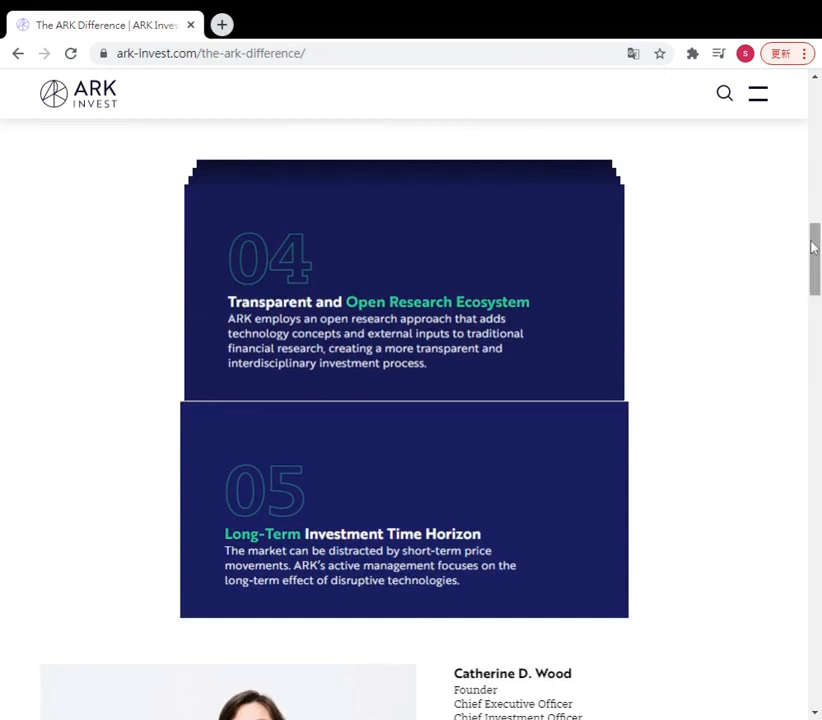 The ARK Difference | ARK Inves
ark-invest.com/the-ark-difference/
S
更新
ARK
INVEST
04
Transparent and Open Research Ecosystem
ARK employs an open research approach that adds
technology concepts and external inputs to traditional
financial research, creating a more transparent and
interdisciplinary investment process.
05
Long-Term Investment Time Horizon
The market can be distracted by short-term price
movements. ARK's active management focuses on the
long-term effect of disruptive technologies.
Catherine D. Wood
Founder
Chief Executive Officer
Chief Investment Officer